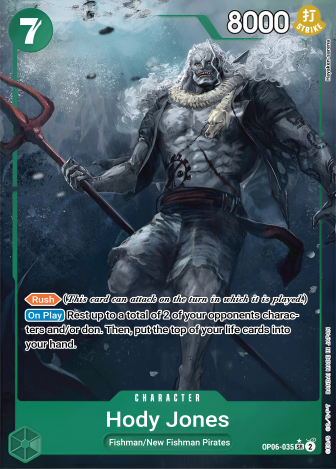 7
8000
打
STRIKE
Rush (This card can attack on the turn in which it is played)
On Play Rest up to a total of 2 of your opponents charac-
ters and/or don. Then, put the top of your life cards into
your hand.
CHARACTER
Hody Jones
Fishman/New Fishman Pirates
OP06-035 SR 2